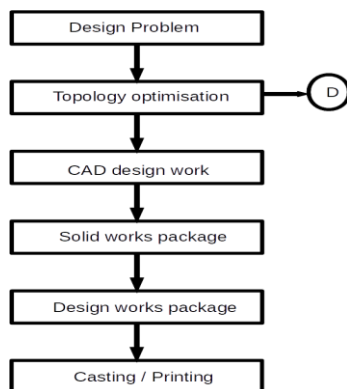 Design Problem
Topology optimisation
D
CAD design work
Solid works package
Design works package
Casting / Printing